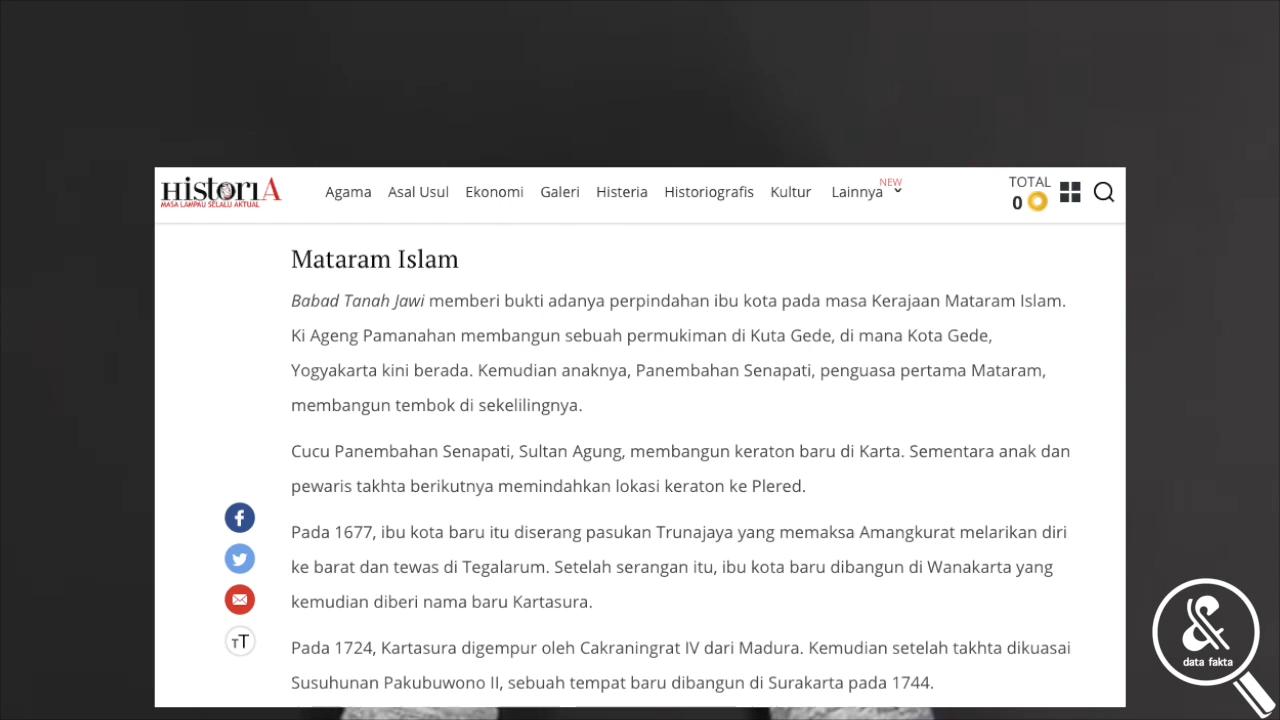 HistoriA
MASA LAMPAU SELALU AKTUAL
Agama Asal Usul Ekonomi Galeri Histeria Historiografis Kultur Lainnya NEW
TOTAL
0
Mataram Islam
Babad Tanah Jawi memberi bukti adanya perpindahan ibu kota pada masa Kerajaan Mataram Islam.
Ki Ageng Pamanahan membangun sebuah permukiman di Kuta Gede, di mana Kota Gede,
Yogyakarta kini berada. Kemudian anaknya, Panembahan Senapati, penguasa pertama Mataram,
membangun tembok di sekelilingnya.
Cucu Panembahan Senapati, Sultan Agung, membangun keraton baru di Karta. Sementara anak dan
pewaris takhta berikutnya memindahkan lokasi keraton ke Plered.
Pada 1677, ibu kota baru itu diserang pasukan Trunajaya yang memaksa Amangkurat melarikan diri
ke barat dan tewas di Tegalarum. Setelah serangan itu, ibu kota baru dibangun di Wanakarta yang
kemudian diberi nama baru Kartasura.
Pada 1724, Kartasura digempur oleh Cakraningrat IV dari Madura. Kemudian setelah takhta dikuasai
Susuhunan Pakubuwono II, sebuah tempat baru dibangun di Surakarta pada 1744.
TT
&
data fakta